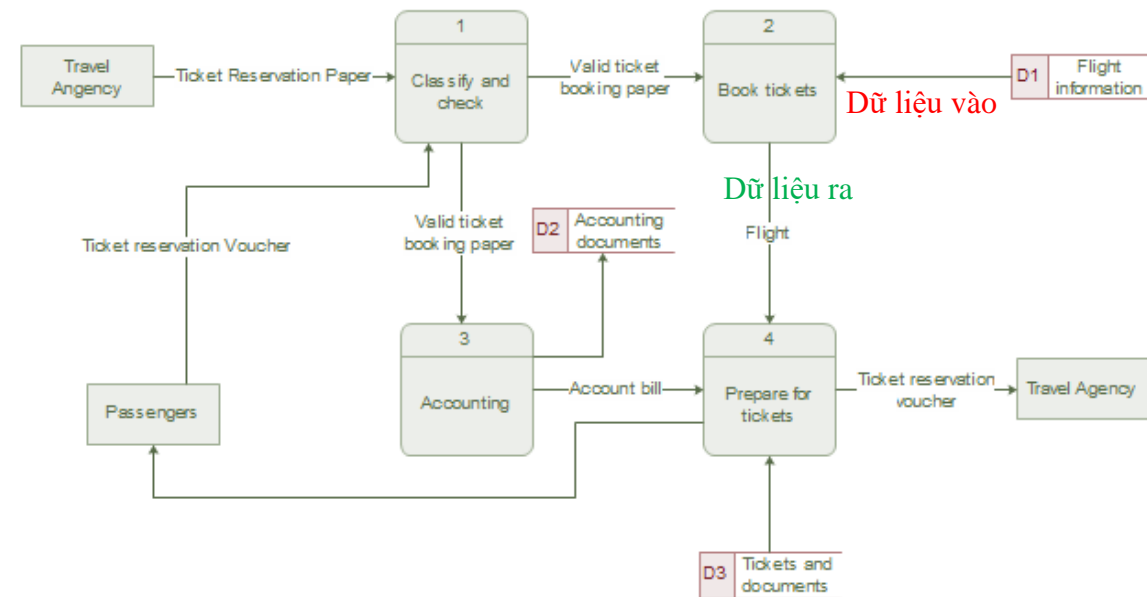 1
2
Travel
Angency
Ticket Reservation Paper
Classify and
check
Valid ticket
booking paper
Book tickets
D1
Flight
information
Dữ liệu vào
Dữ liệu ra
Ticket reservation Voucher
Valid ticket
booking paper
D2
Accounting
documents
Flight
3
4
Passengers
Accounting
Account bill
Prepare for
tickets
Ticket reservation
voucher
Travel Agency
D3
Tickets and
documents